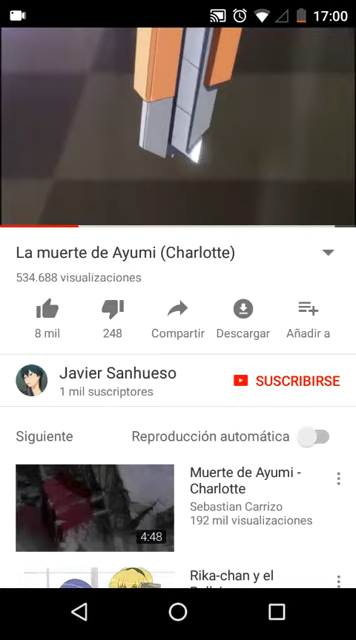 17:00
La muerte de Ayumi (Charlotte)
534.688 visualizaciones
8 mil
248
Compartir
Descargar
Añadir a
Javier Sanhueso
1 mil suscriptores
SUSCRIBIRSE
Siguiente
Reproducción automática
Muerte de Ayumi -
Charlotte
Sebastian Carrizo
192 mil visualizaciones
4:48
Rika-chan y el